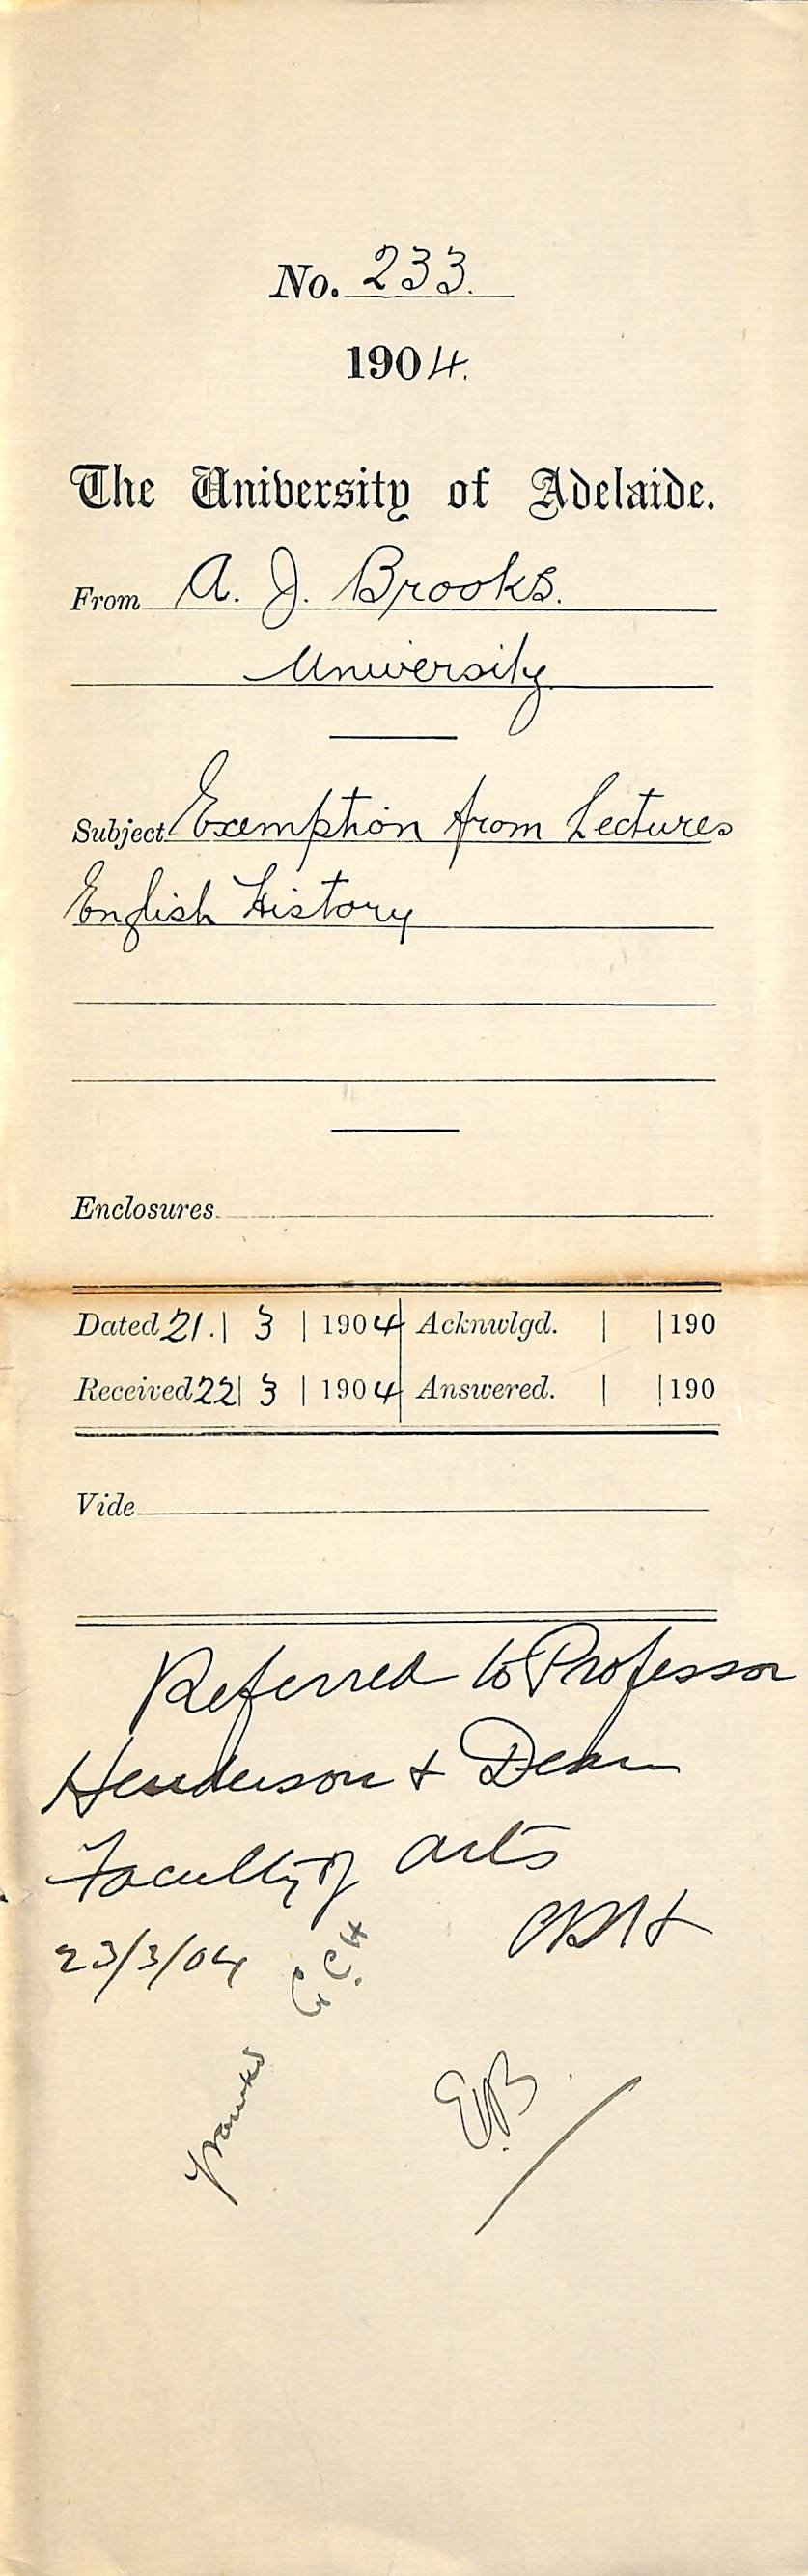 No. 233.
1904.
The University of Adelaide.
From A. J. Brooks.
University
Subject Exemption from Lectures
English History
Enclosures
Dated 21. | 3 | 1904 Acknwlgd. | | 190
Received 22 | 3 | 1904 Answered. | | 190
Vide
Referred to Professor
Henderson & Dean
Faculty of Arts
23/3/04
G.C.H
E.B.